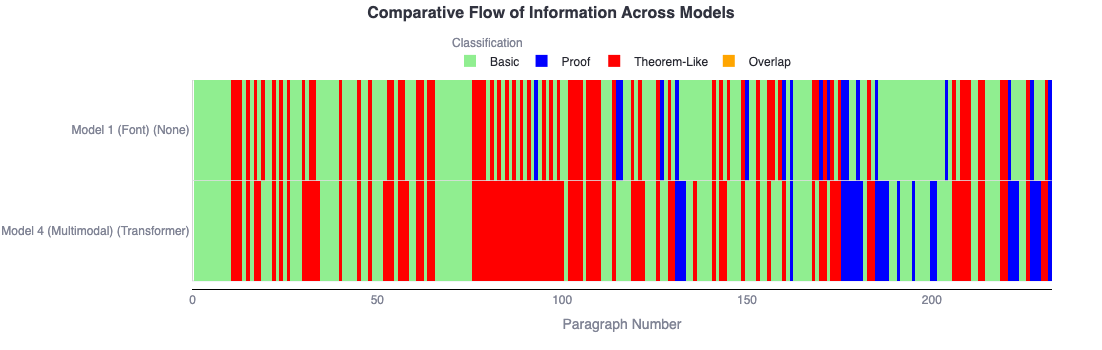 Comparative Flow of Information Across Models
Classification
Basic Proof Theorem-Like Overlap
Model 1 (Font) (None)
Model 4 (Multimodal) (Transformer)
0 50 100 150 200
Paragraph Number